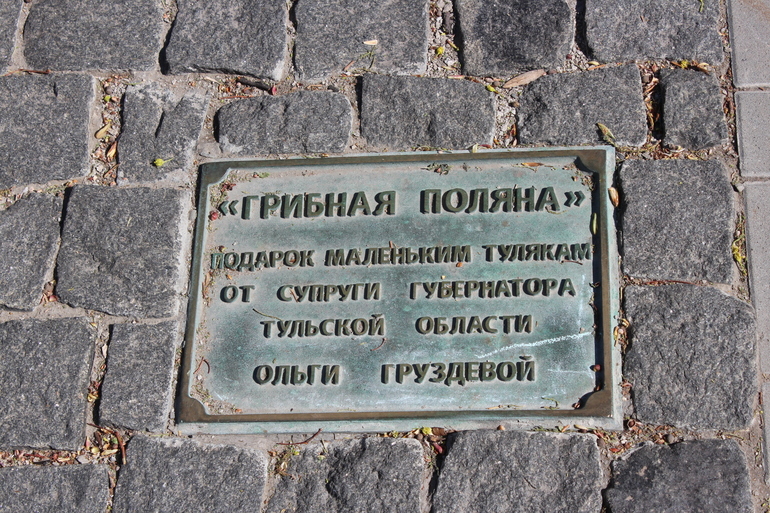 «ГРИБНАЯ ПОЛЯНА»
ПОДАРОК МАЛЕНЬКИМ ТУЛЯКАМ
ОТ СУПРУГИ ГУБЕРНАТОРА
ТУЛЬСКОЙ ОБЛАСТИ
ОЛЬГИ ГРУЗДЕВОЙ